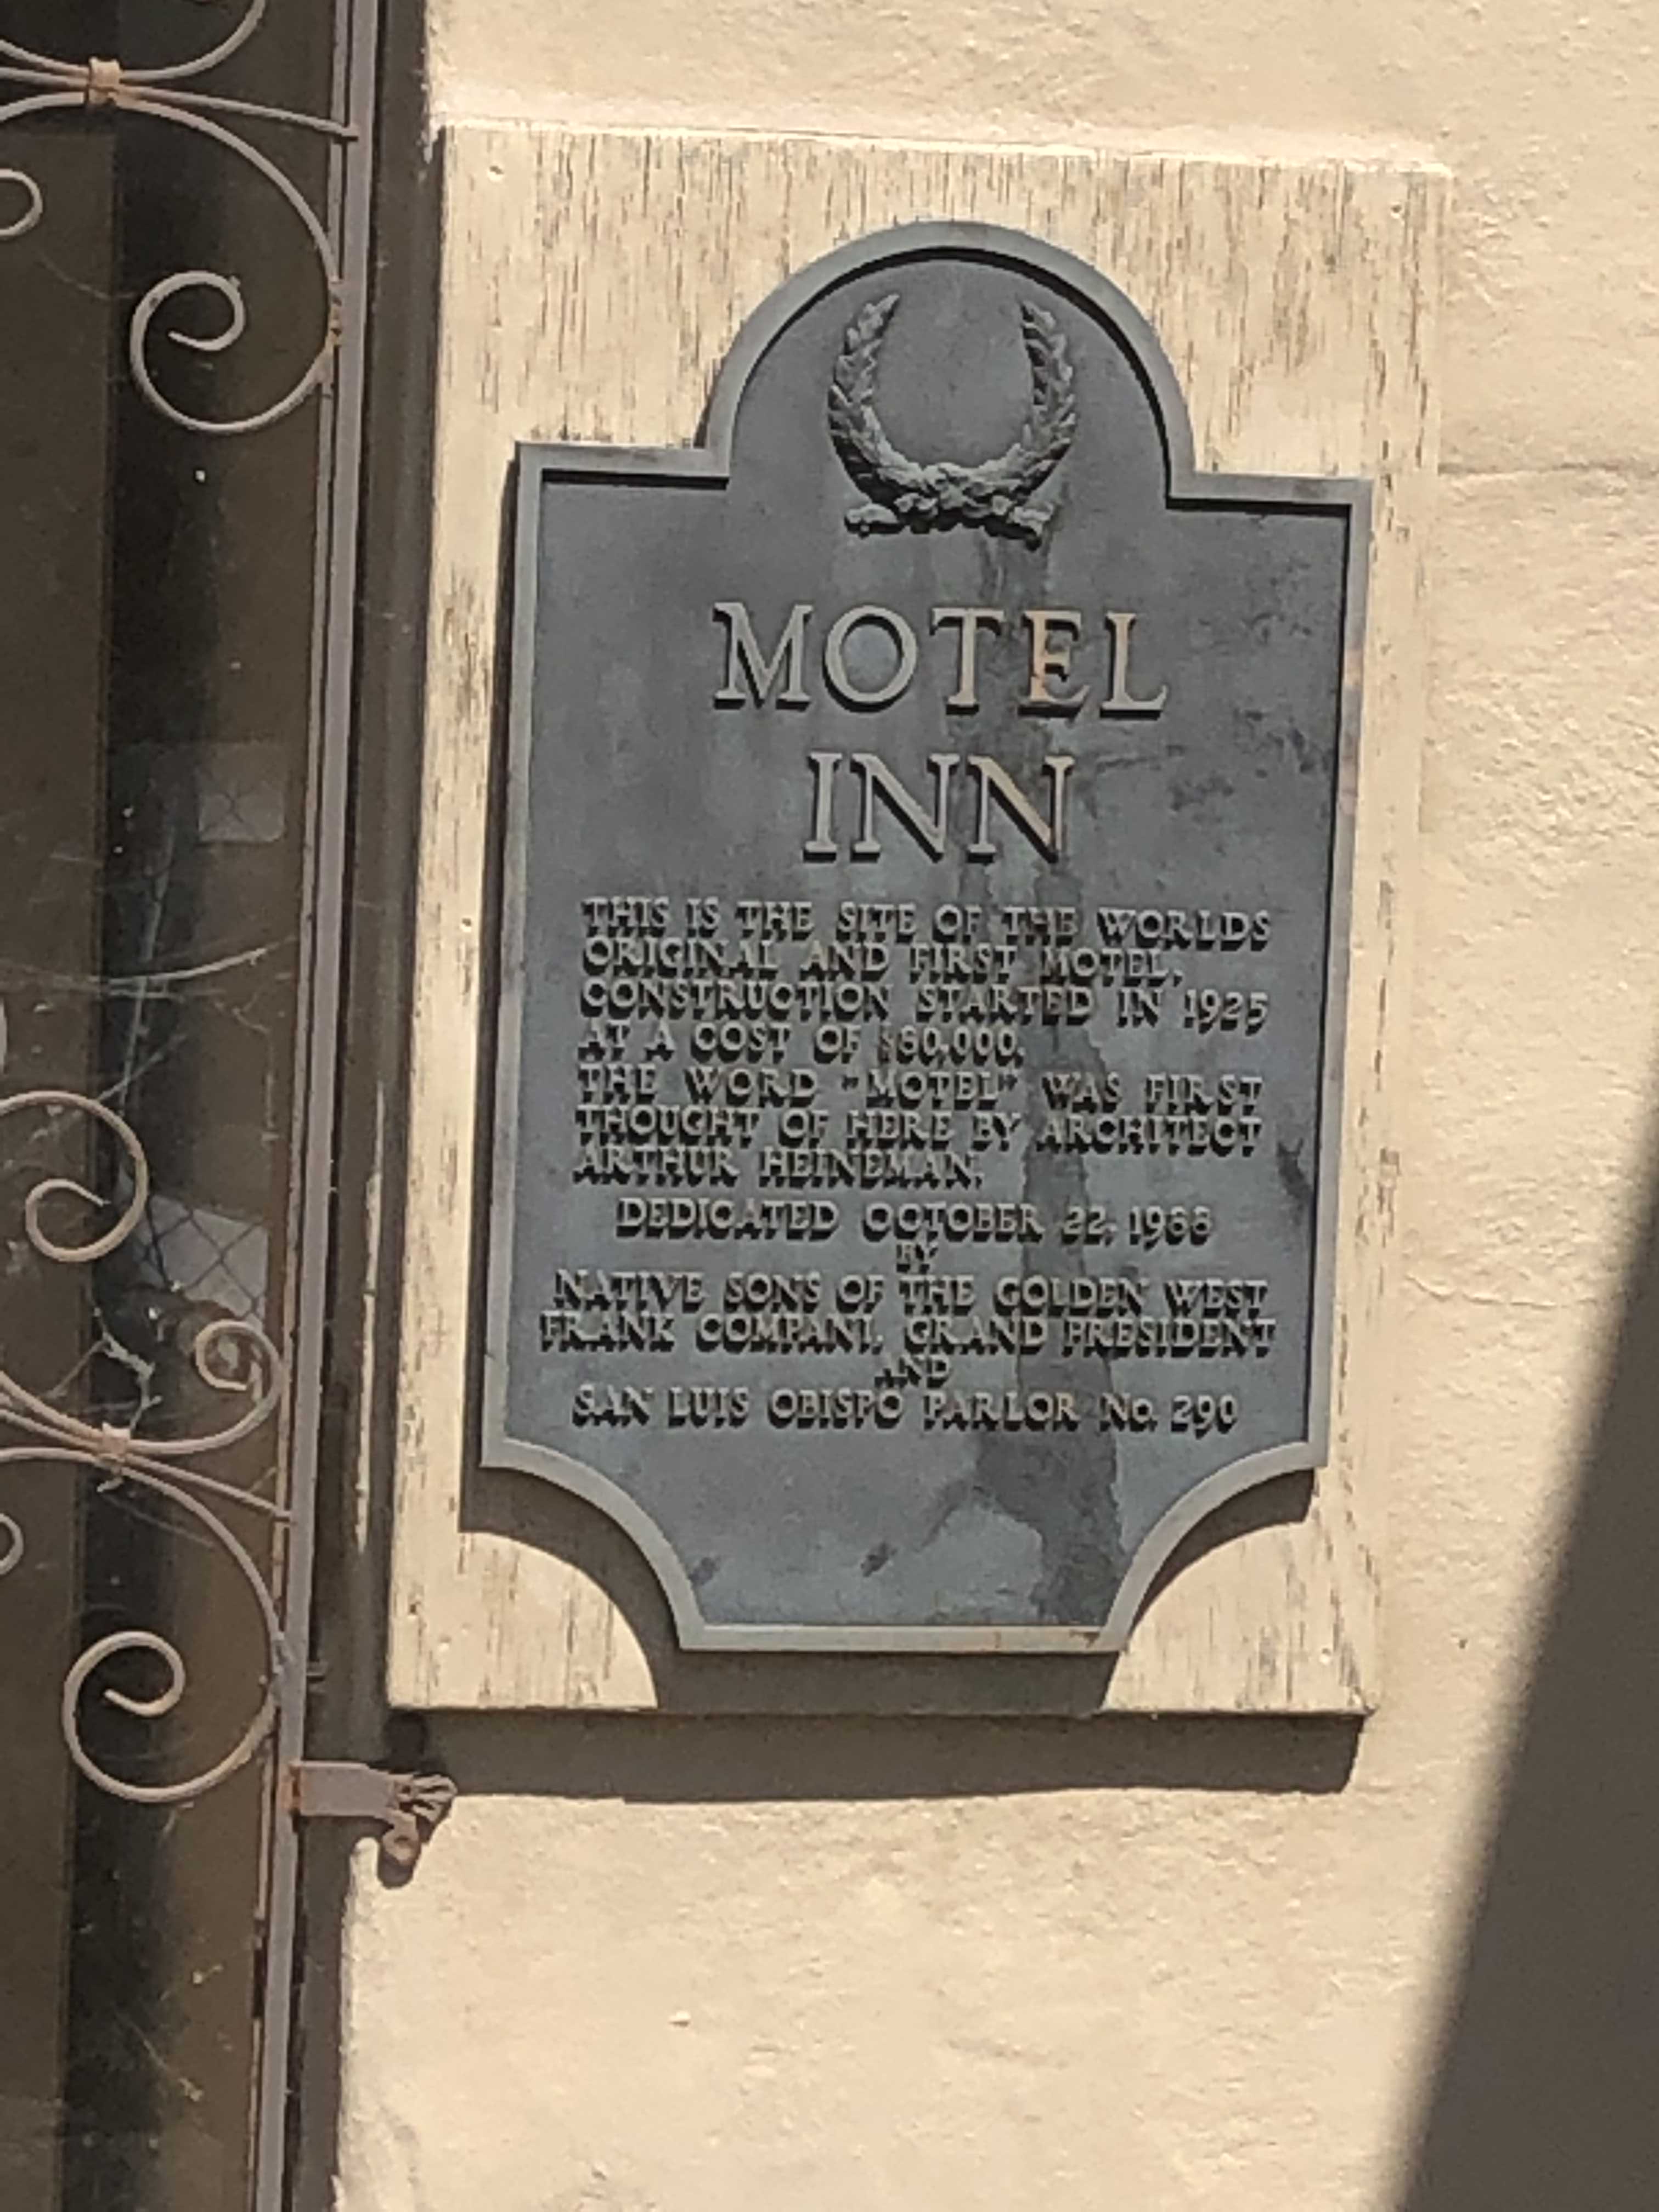 MOTEL
INN
THIS IS THE SITE OF THE WORLDS
ORIGINAL AND FIRST MOTEL,
CONSTRUCTION STARTED IN 1925
AT A COST OF $80,000.
THE WORD "MOTEL" WAS FIRST
THOUGHT OF HERE BY ARCHITECT
ARTHUR HEINEMAN.
DEDICATED OCTOBER 22, 1988
BY
NATIVE SONS OF THE GOLDEN WEST
FRANK COMPANI, GRAND PRESIDENT
AND
SAN LUIS OBISPO PARLOR No. 290